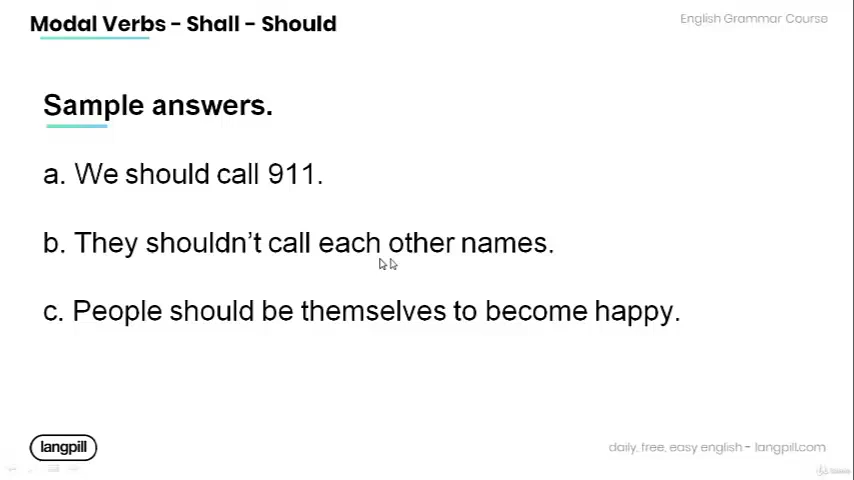 Modal Verbs – Shall – Should
English Grammar Course
Sample answers.
a. We should call 911.
b. They shouldn’t call each other names.
c. People should be themselves to become happy.
langpill
daily, free, easy english – langpill.com